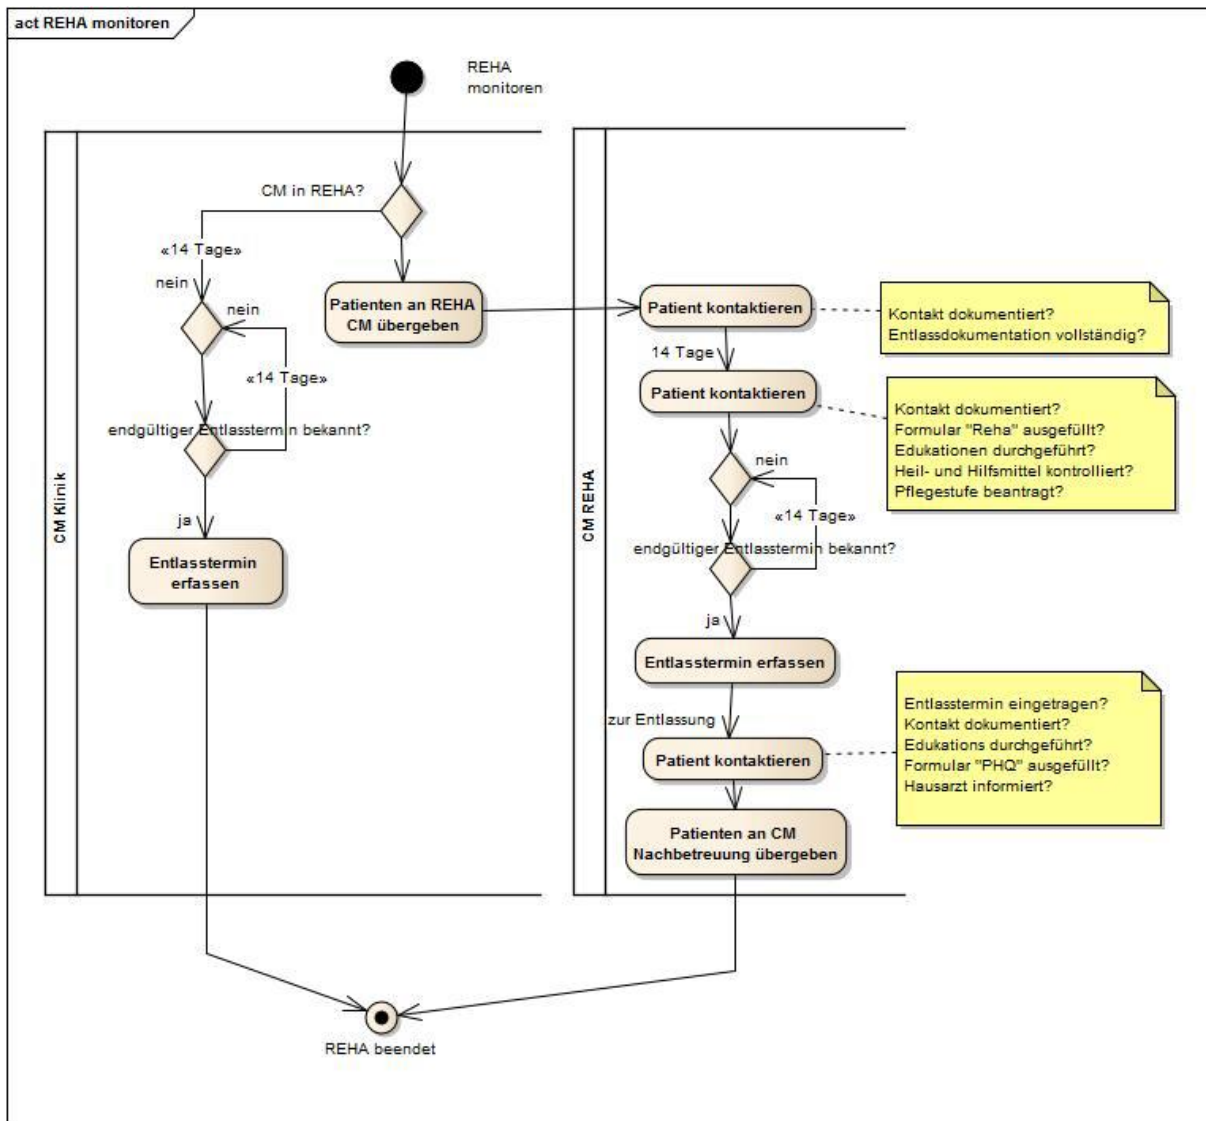 act REHA monitoren
REHA
monitoren
CM Klinik
CM in REHA?
«14 Tage»
nein
nein
«14 Tage»
endgültiger Entlasstermin bekannt?
ja
Entlasstermin
erfassen
Patienten an REHA
CM übergeben
CM REHA
Patient kontaktieren
Kontakt dokumentiert?
Entlassdokumentation vollständig?
14 Tage
Patient kontaktieren
Kontakt dokumentiert?
Formular "Reha" ausgefüllt?
Edukationen durchgeführt?
Heil- und Hilfsmittel kontrolliert?
Pflegestufe beantragt?
nein
«14 Tage»
endgültiger Entlasstermin bekannt?
ja
Entlasstermin erfassen
zur Entlassung
Patient kontaktieren
Entlasstermin eingetragen?
Kontakt dokumentiert?
Edukations durchgeführt?
Formular "PHQ" ausgefüllt?
Hausarzt informiert?
Patienten an CM
Nachbetreuung übergeben
REHA beendet